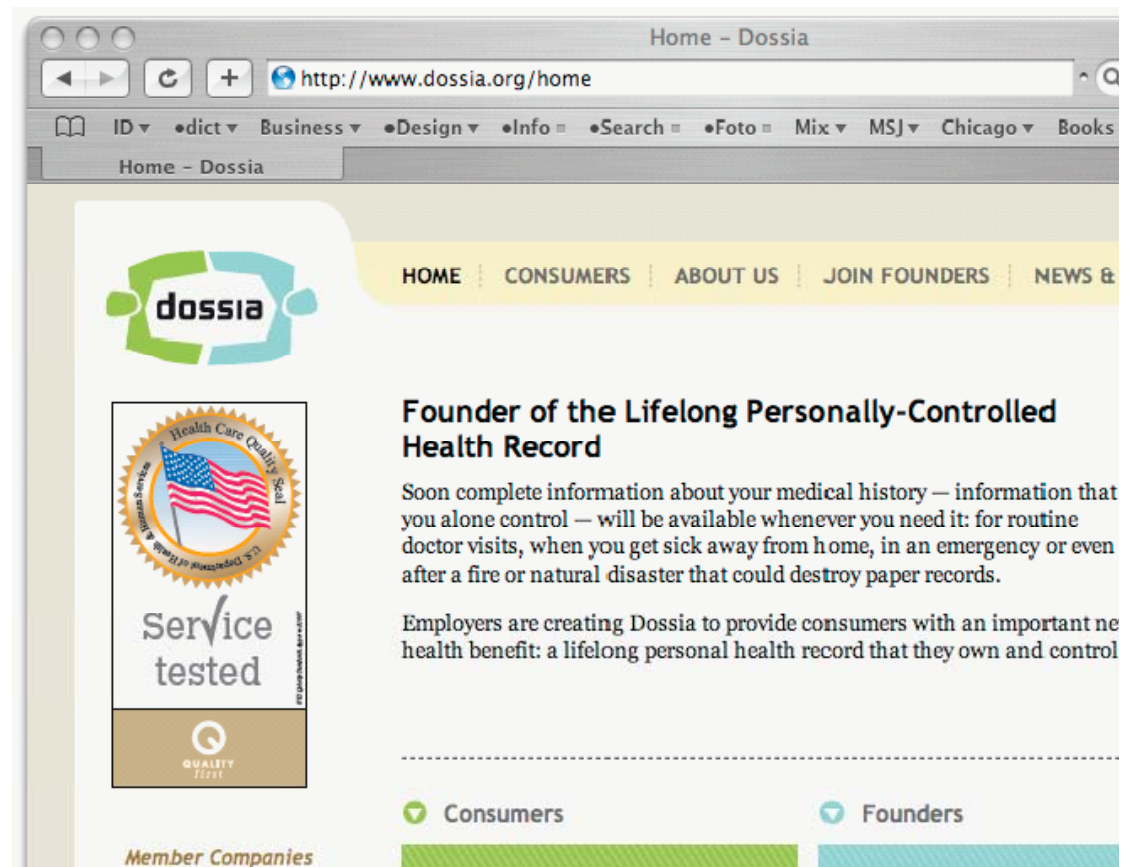 Home – Dossia
http://www.dossia.org/home
ID •dict Business •Design •Info •Search •Foto Mix MSJ Chicago Books
Home – Dossia
dossia
HOME CONSUMERS ABOUT US JOIN FOUNDERS NEWS &
Health Care Quality Seal
U.S. Department of Health & Human Services
Service
tested
QUALITY
first
Founder of the Lifelong Personally-Controlled
Health Record
Soon complete information about your medical history — information that
you alone control — will be available whenever you need it: for routine
doctor visits, when you get sick away from home, in an emergency or even
after a fire or natural disaster that could destroy paper records.
Employers are creating Dossia to provide consumers with an important ne
health benefit: a lifelong personal health record that they own and control
Consumers Founders
Member Companies